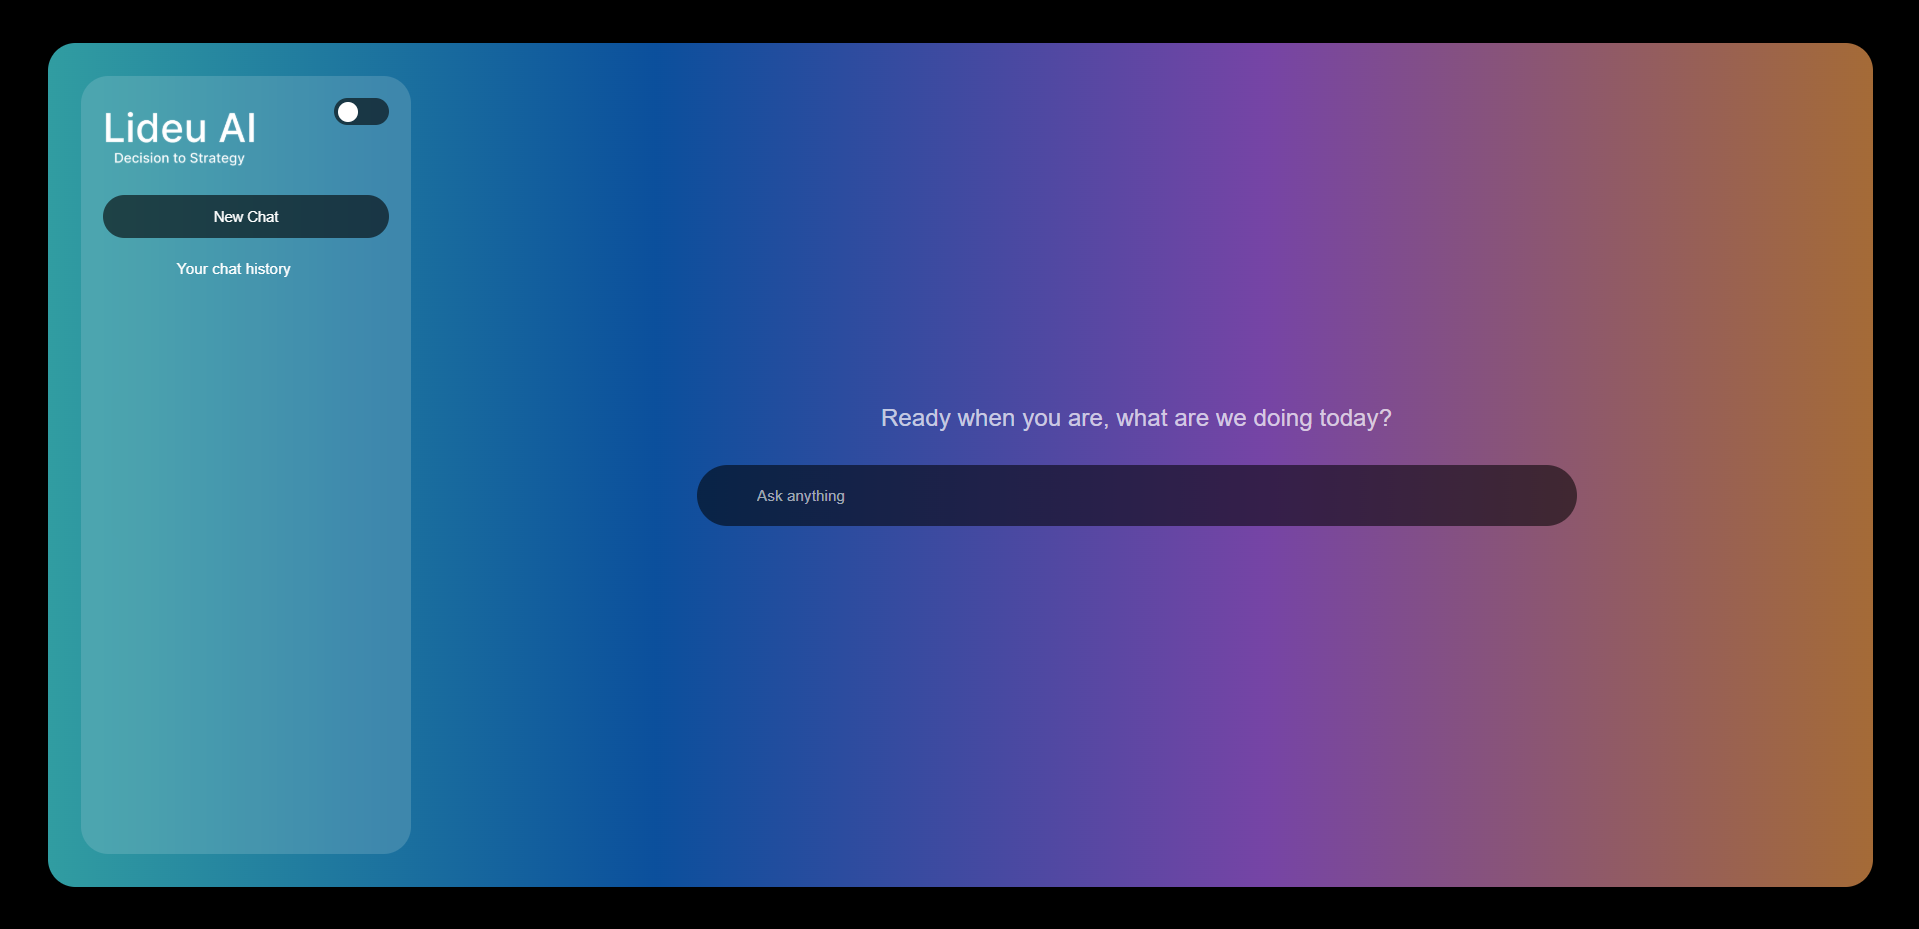 Lideu AI
Decision to Strategy
New Chat
Your chat history
Ready when you are, what are we doing today?
Ask anything